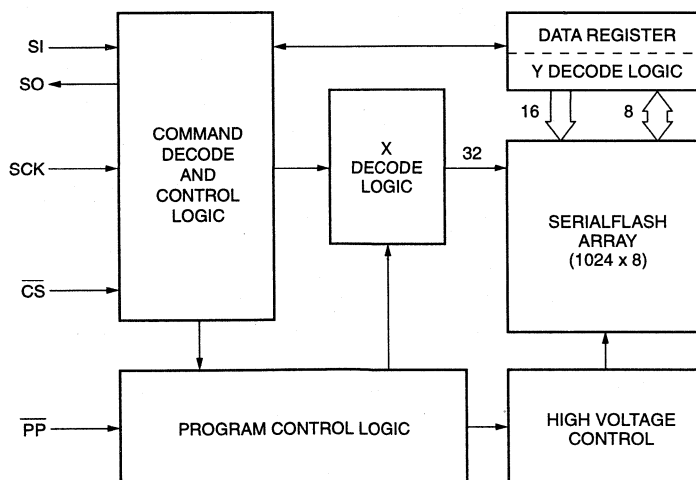 SI
SO
SCK
CS
PP
COMMAND
DECODE
AND
CONTROL
LOGIC
X
DECODE
LOGIC
32
DATA REGISTER
Y DECODE LOGIC
16
8
SERIALFLASH
ARRAY
(1024 x 8)
PROGRAM CONTROL LOGIC
HIGH VOLTAGE
CONTROL